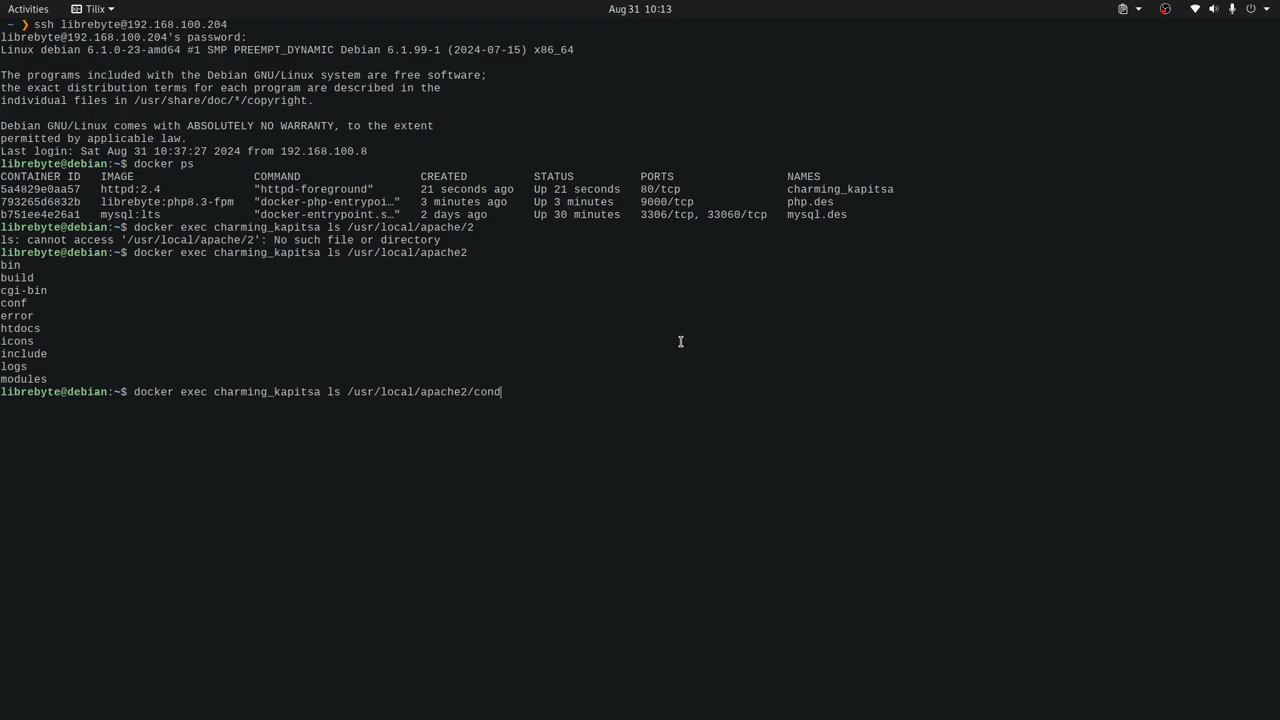 Activities Tilix Aug 31 10:13
~ ❯ ssh librebyte@192.168.100.204
librebyte@192.168.100.204's password:
Linux debian 6.1.0-23-amd64 #1 SMP PREEMPT_DYNAMIC Debian 6.1.99-1 (2024-07-15) x86_64

The programs included with the Debian GNU/Linux system are free software;
the exact distribution terms for each program are described in the
individual files in /usr/share/doc/*/copyright.

Debian GNU/Linux comes with ABSOLUTELY NO WARRANTY, to the extent
permitted by applicable law.
Last login: Sat Aug 31 10:37:27 2024 from 192.168.100.8
librebyte@debian:~$ docker ps
CONTAINER ID   IMAGE                  COMMAND                  CREATED          STATUS          PORTS                 NAMES
5a4829e0aa57   httpd:2.4              "httpd-foreground"       21 seconds ago   Up 21 seconds   80/tcp                charming_kapitsa
793265d6832b   librebyte:php8.3-fpm   "docker-php-entrypoi…"   3 minutes ago    Up 3 minutes    9000/tcp              php.des
b751ee4e26a1   mysql:lts              "docker-entrypoint.s…"   2 days ago       Up 30 minutes   3306/tcp, 33060/tcp   mysql.des
librebyte@debian:~$ docker exec charming_kapitsa ls /usr/local/apache/2
ls: cannot access '/usr/local/apache/2': No such file or directory
librebyte@debian:~$ docker exec charming_kapitsa ls /usr/local/apache2
bin
build
cgi-bin
conf
error
htdocs
icons
include
logs
modules
librebyte@debian:~$ docker exec charming_kapitsa ls /usr/local/apache2/cond